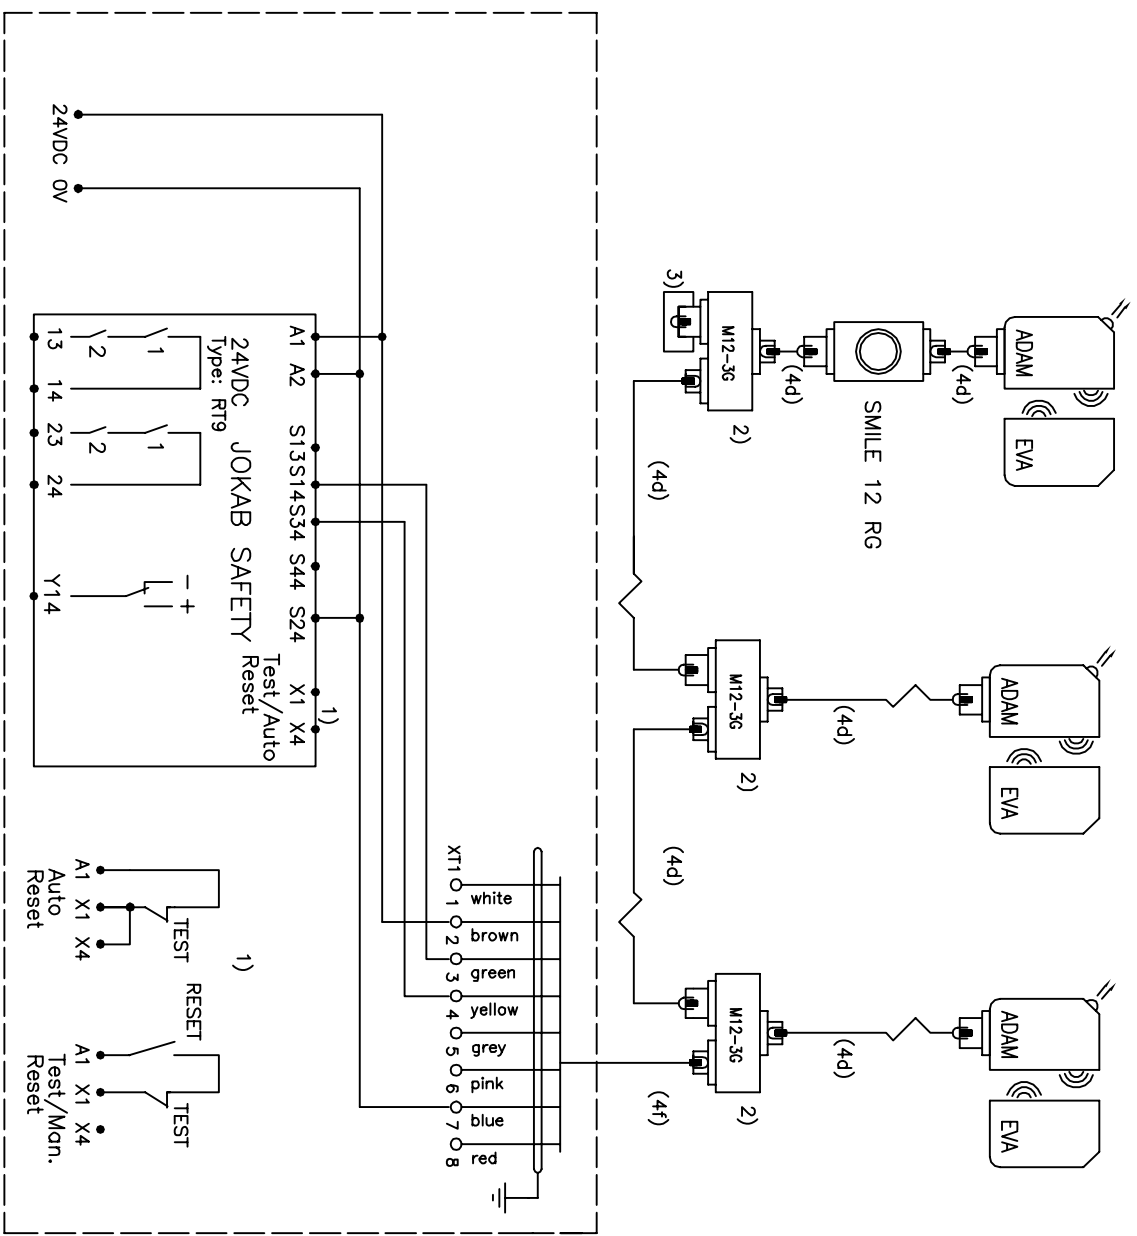 ADAM
EVA
ADAM
EVA
ADAM
EVA
(4d)
SMILE 12 RG
(4d)
(4d)
(4d)
2)
2)
2)
M12-3G
M12-3G
M12-3G
3)
(4d)
(4d)
(4f)
XT1
1 white
2 brown
3 green
4 yellow
5 grey
6 pink
7 blue
8 red
1)
A1 A2 S13 S14 S34 S44 S24 X1 X4
Test/Auto
Reset
24VDC JOKAB SAFETY
Type: RT9
1
2
1
2
- +
13 14 23 24 Y14
24VDC 0V
1)
TEST
A1 X1 X4
Auto
Reset
RESET
TEST
A1 X1 X4
Test/Man.
Reset